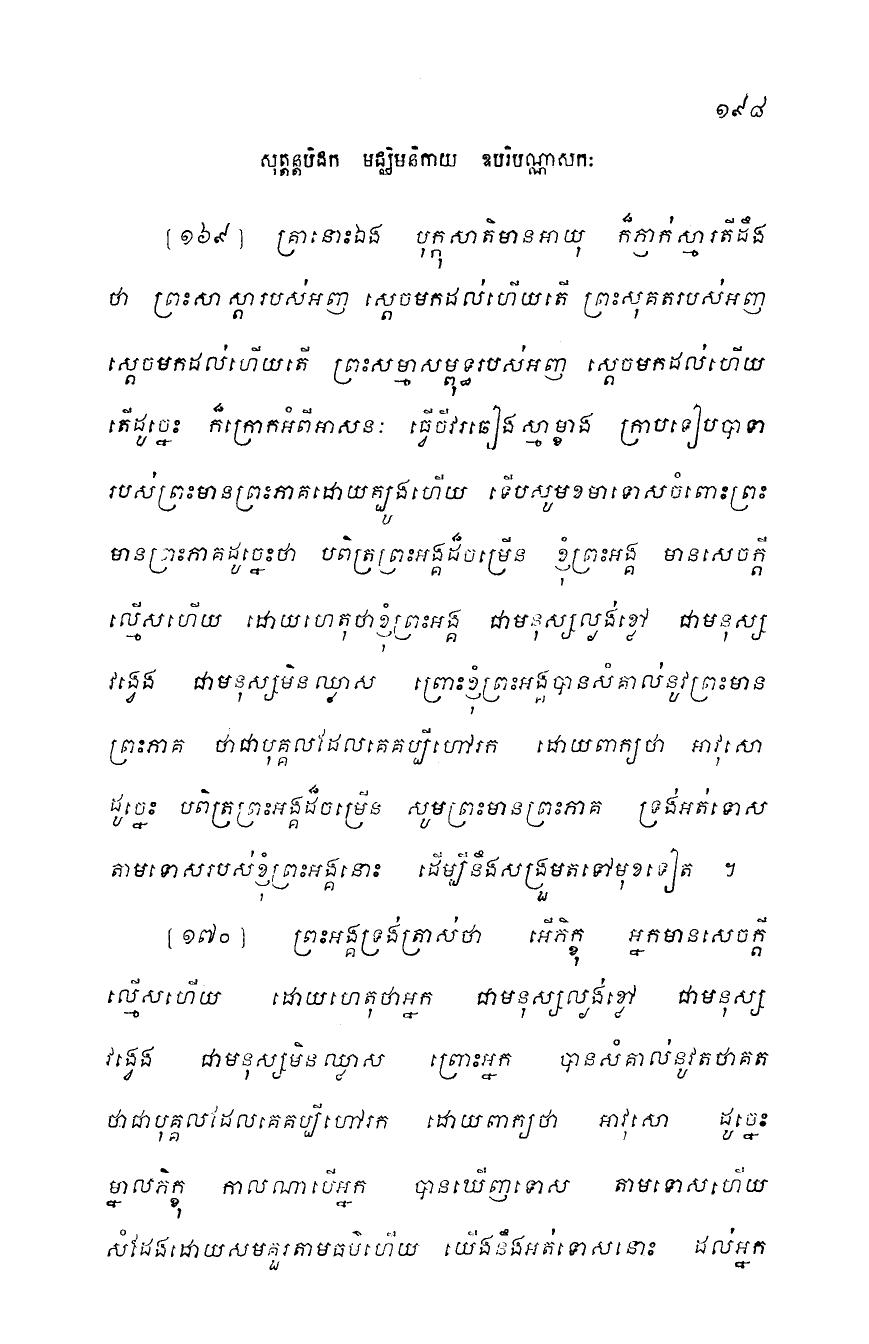 ១៩៨
សុត្តន្តបិដក មជ្ឈិមនិកាយ ឧបរិបណ្ណាសកៈ
[១៦៩] គ្រានោះឯង បុក្កុសាតិមានអាយុ ក៏ភ្ញាក់ស្មារតីដឹង
ថា ព្រះសាស្តារបស់អញ ស្តេចមកដល់ហើយតើ ព្រះសុគតរបស់អញ
ស្តេចមកដល់ហើយតើ ព្រះសម្មាសម្ពុទ្ធរបស់អញ ស្តេចមកដល់ហើយ
តើដូច្នេះ ក៏ក្រោកអំពីអាសនៈ ធ្វើចីវរឆៀងស្មាម្ខាង ក្រាបទៀបបាទា
របស់ព្រះមានព្រះភាគដោយត្បូងហើយ ទើបសូមខមាទោសចំពោះព្រះ
មានព្រះភាគដូច្នេះថា បពិត្រព្រះអង្គដ៏ចម្រើន ខ្ញុំព្រះអង្គ មានសេចក្តី
ល្មើសហើយ ដោយហេតុថាខ្ញុំព្រះអង្គ ជាមនុស្សល្ងង់ខ្លៅ ជាមនុស្ស
វង្វេង ជាមនុស្សមិនឈ្លាស ព្រោះខ្ញុំព្រះអង្គបានសំគាល់នូវព្រះមាន
ព្រះភាគ ថាជាបុគ្គលដែលគេគប្បីហៅរក ដោយពាក្យថា អាវុសោ
ដូច្នេះ បពិត្រព្រះអង្គដ៏ចម្រើន សូមព្រះមានព្រះភាគ ទ្រង់អត់ទោស
តាមទោសរបស់ខ្ញុំព្រះអង្គនោះ ដើម្បីនឹងសង្រួមតទៅមុខទៀត ។
[១៧០] ព្រះអង្គទ្រង់ត្រាស់ថា អើភិក្ខុ អ្នកមានសេចក្តី
ល្មើសហើយ ដោយហេតុថាអ្នក ជាមនុស្សល្ងង់ខ្លៅ ជាមនុស្ស
វង្វេង ជាមនុស្សមិនឈ្លាស ព្រោះអ្នក បានសំគាល់នូវតថាគត
ថាជាបុគ្គលដែលគេគប្បីហៅរក ដោយពាក្យថា អាវុសោ ដូច្នេះ
ម្នាលភិក្ខុ កាលណាបើអ្នក បានឃើញទោស តាមទោសហើយ
សំដែងដោយសមគួរតាមធម៌ហើយ យើងនឹងអត់ទោសនោះ ដល់អ្នក